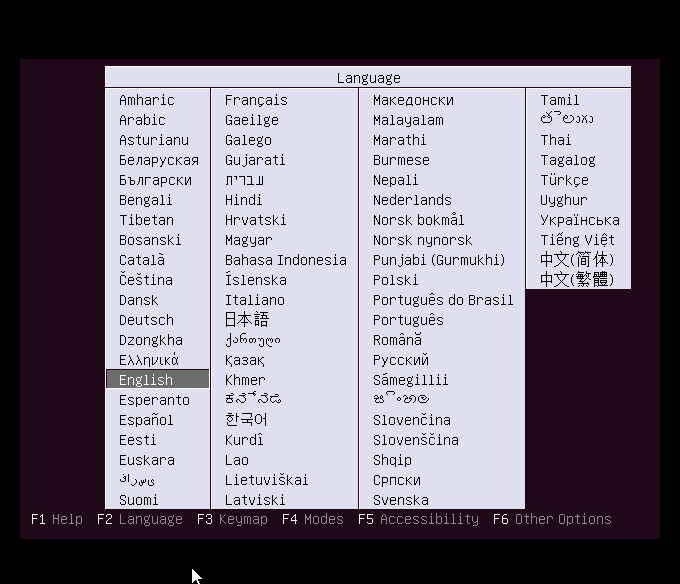 Language
Amharic
Arabic
Asturianu
Беларуская
Български
Bengali
Tibetan
Bosanski
Català
Čeština
Dansk
Deutsch
Dzongkha
Ελληνικά
English
Esperanto
Español
Eesti
Euskara
ﻰﺳﺭﺎﻓ
Suomi
Français
Gaeilge
Galego
Gujarati
עברית
Hindi
Hrvatski
Magyar
Bahasa Indonesia
Íslenska
Italiano
日本語
ქართული
Қазақ
Khmer
ಕನ್ನಡ
한국어
Kurdî
Lao
Lietuviškai
Latviski
Македонски
Malayalam
Marathi
Burmese
Nepali
Nederlands
Norsk bokmål
Norsk nynorsk
Punjabi (Gurmukhi)
Polski
Português do Brasil
Português
Română
Русский
Sámegillii
සිංහල
Slovenčina
Slovenščina
Shqip
Српски
Svenska
Tamil
తెలుగు
Thai
Tagalog
Türkçe
Uyghur
Українська
Tiếng Việt
中文(简体)
中文(繁體)
F1 Help F2 Language F3 Keymap F4 Modes F5 Accessibility F6 Other Options